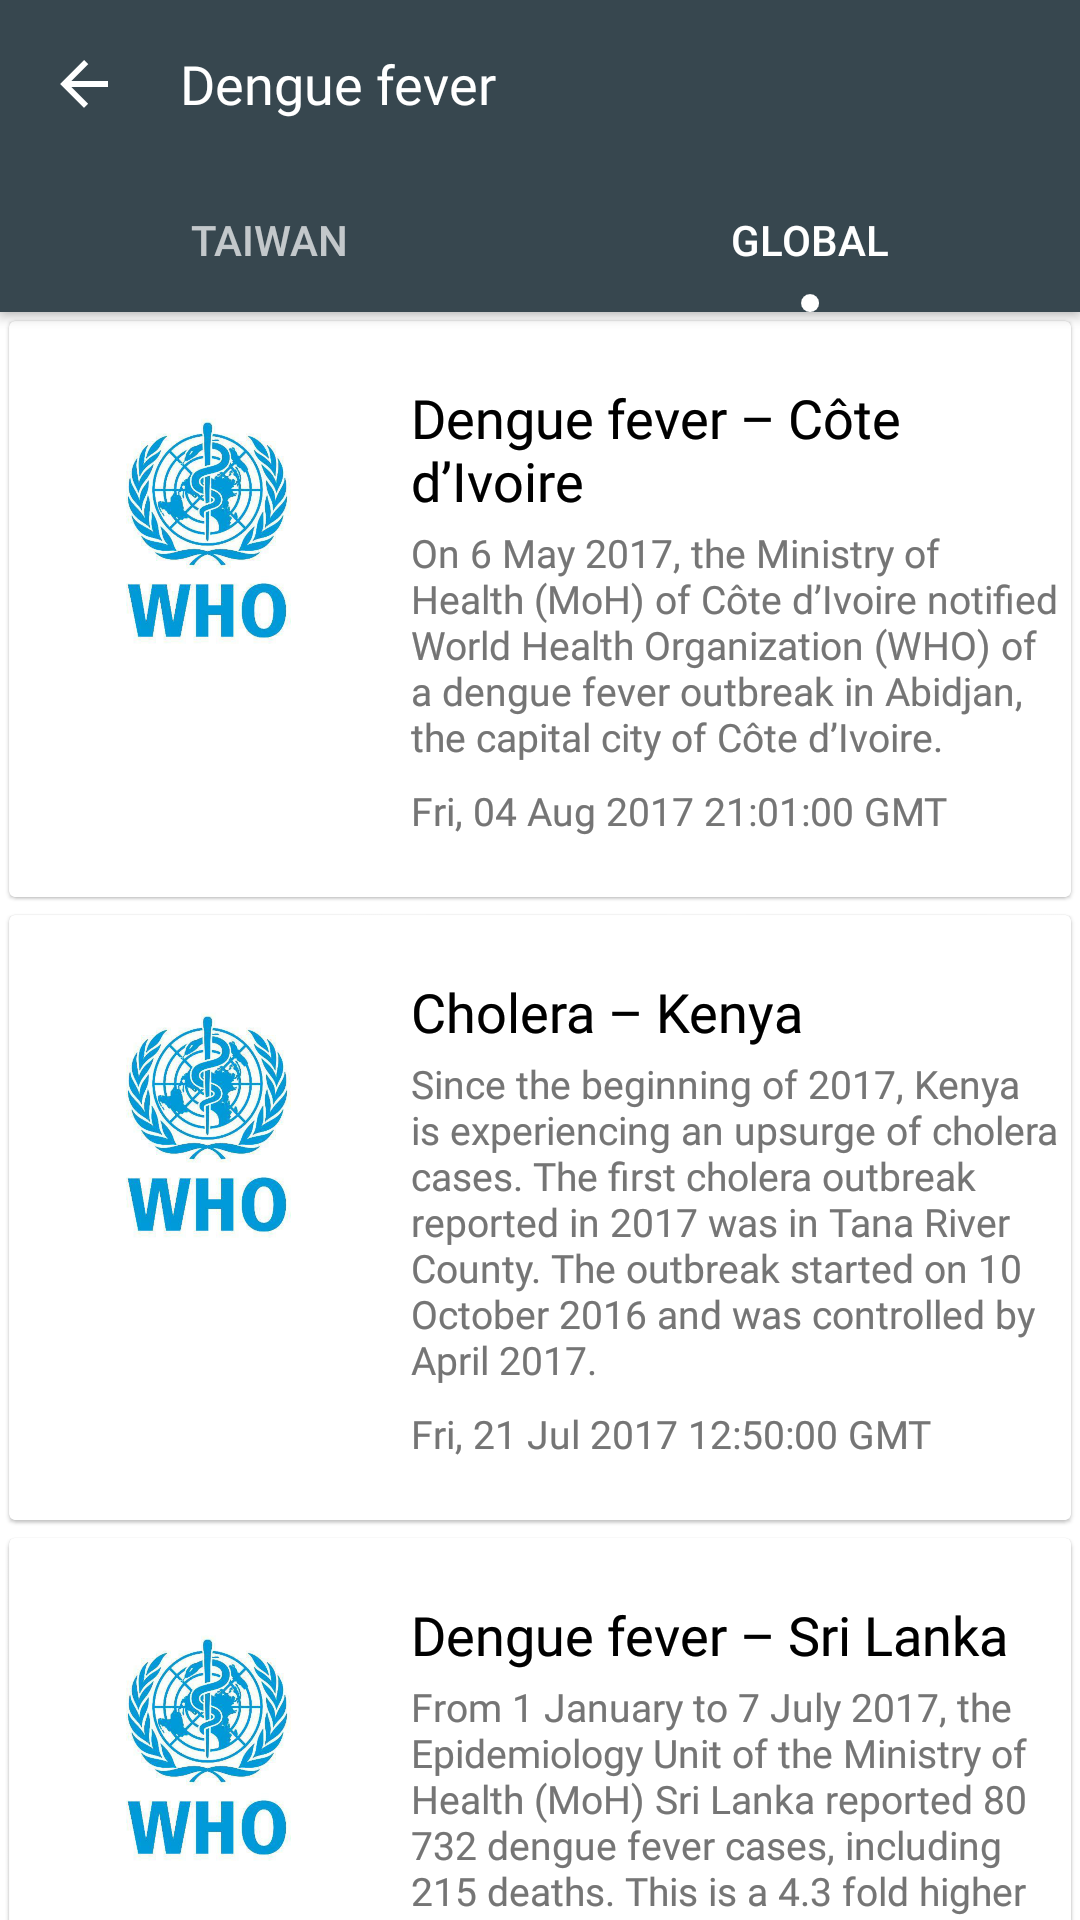 Dengue fever
TAIWAN
GLOBAL
Dengue fever – Côte
d’Ivoire
On 6 May 2017, the Ministry of
Health (MoH) of Côte d’Ivoire notified
World Health Organization (WHO) of
a dengue fever outbreak in Abidjan,
the capital city of Côte d’Ivoire.
Fri, 04 Aug 2017 21:01:00 GMT
WHO
Cholera – Kenya
Since the beginning of 2017, Kenya
is experiencing an upsurge of cholera
cases. The first cholera outbreak
reported in 2017 was in Tana River
County. The outbreak started on 10
October 2016 and was controlled by
April 2017.
Fri, 21 Jul 2017 12:50:00 GMT
WHO
Dengue fever – Sri Lanka
From 1 January to 7 July 2017, the
Epidemiology Unit of the Ministry of
Health (MoH) Sri Lanka reported 80
732 dengue fever cases, including
215 deaths. This is a 4.3 fold higher
WHO